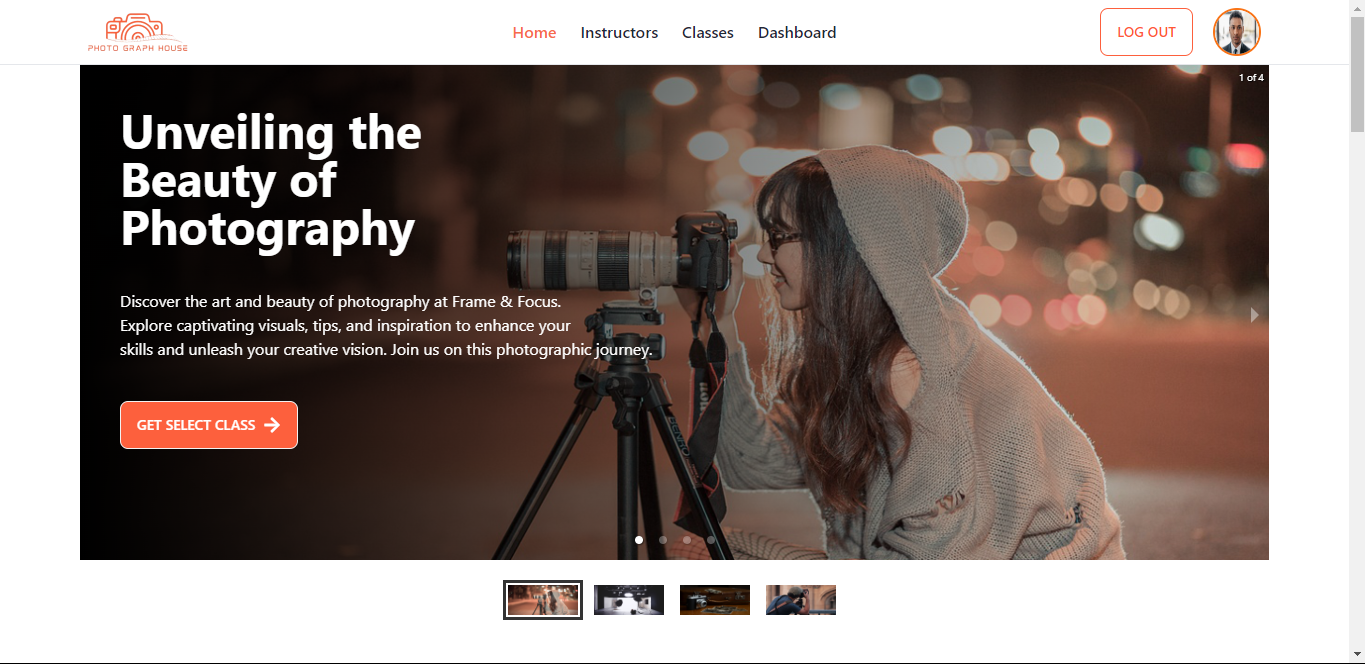 PHOTO GRAPH HOUSE
Home Instructors Classes Dashboard
LOG OUT
1 of 4
Unveiling the
Beauty of
Photography
Discover the art and beauty of photography at Frame & Focus.
Explore captivating visuals, tips, and inspiration to enhance your
skills and unleash your creative vision. Join us on this photographic journey.
GET SELECT CLASS